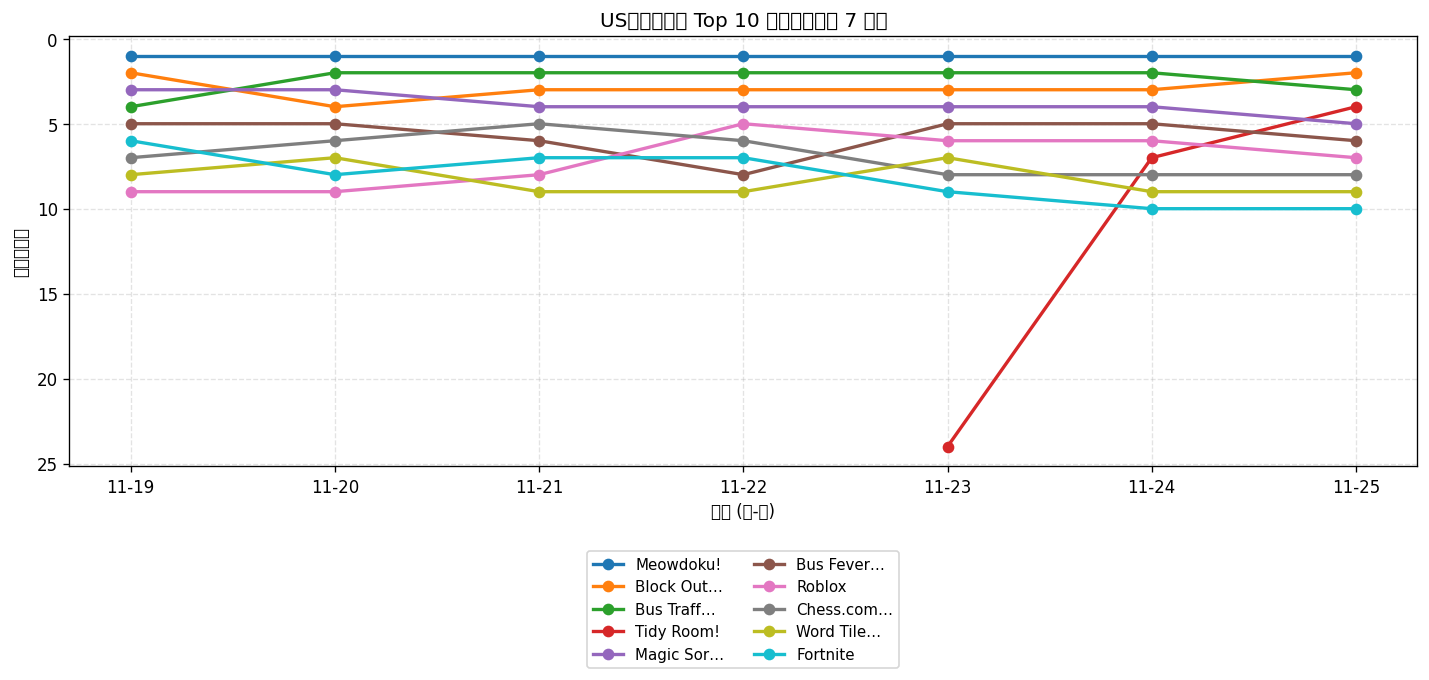 US Top 10 7
0
5
10
15
20
25
11-19
11-20
11-21
11-22
11-23
11-24
11-25
( - )
Meowdoku!
Block Out...
Bus Traff...
Tidy Room!
Magic Sor...
Bus Fever...
Roblox
Chess.com...
Word Tile...
Fortnite